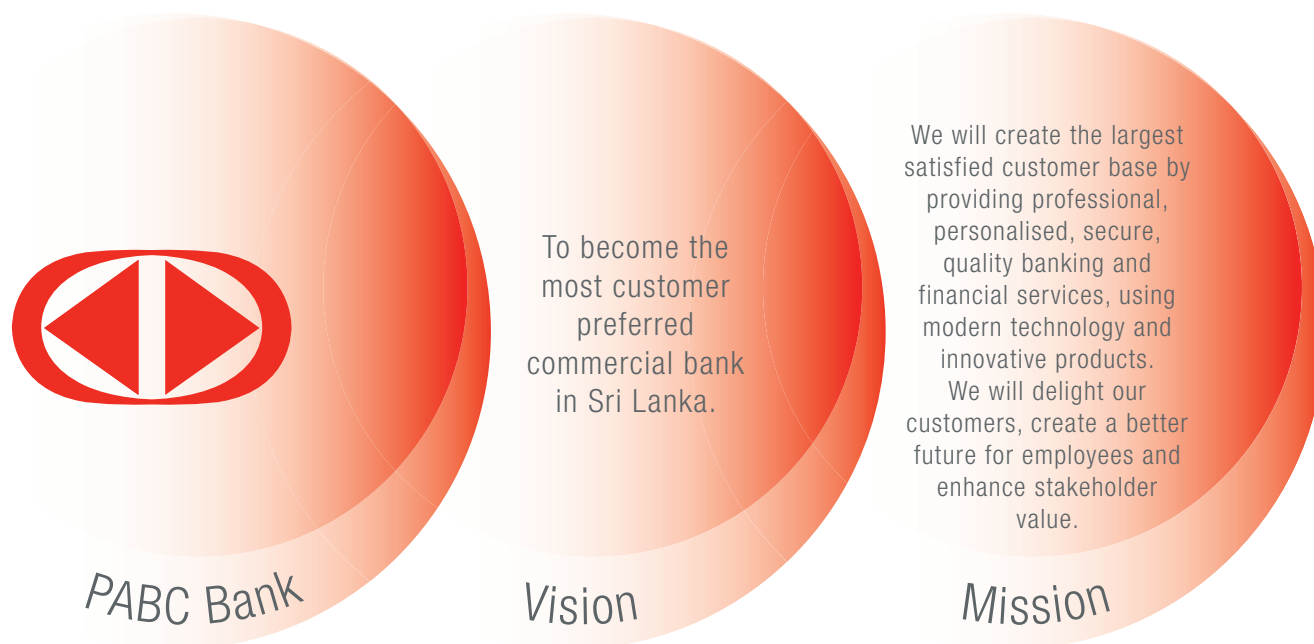 PABC Bank
To become the
most customer
preferred
commercial bank
in Sri Lanka.
Vision
We will create the largest
satisfied customer base by
providing professional,
personalised, secure,
quality banking and
financial services, using
modern technology and
innovative products.
We will delight our
customers, create a better
future for employees and
enhance stakeholder
value.
Mission